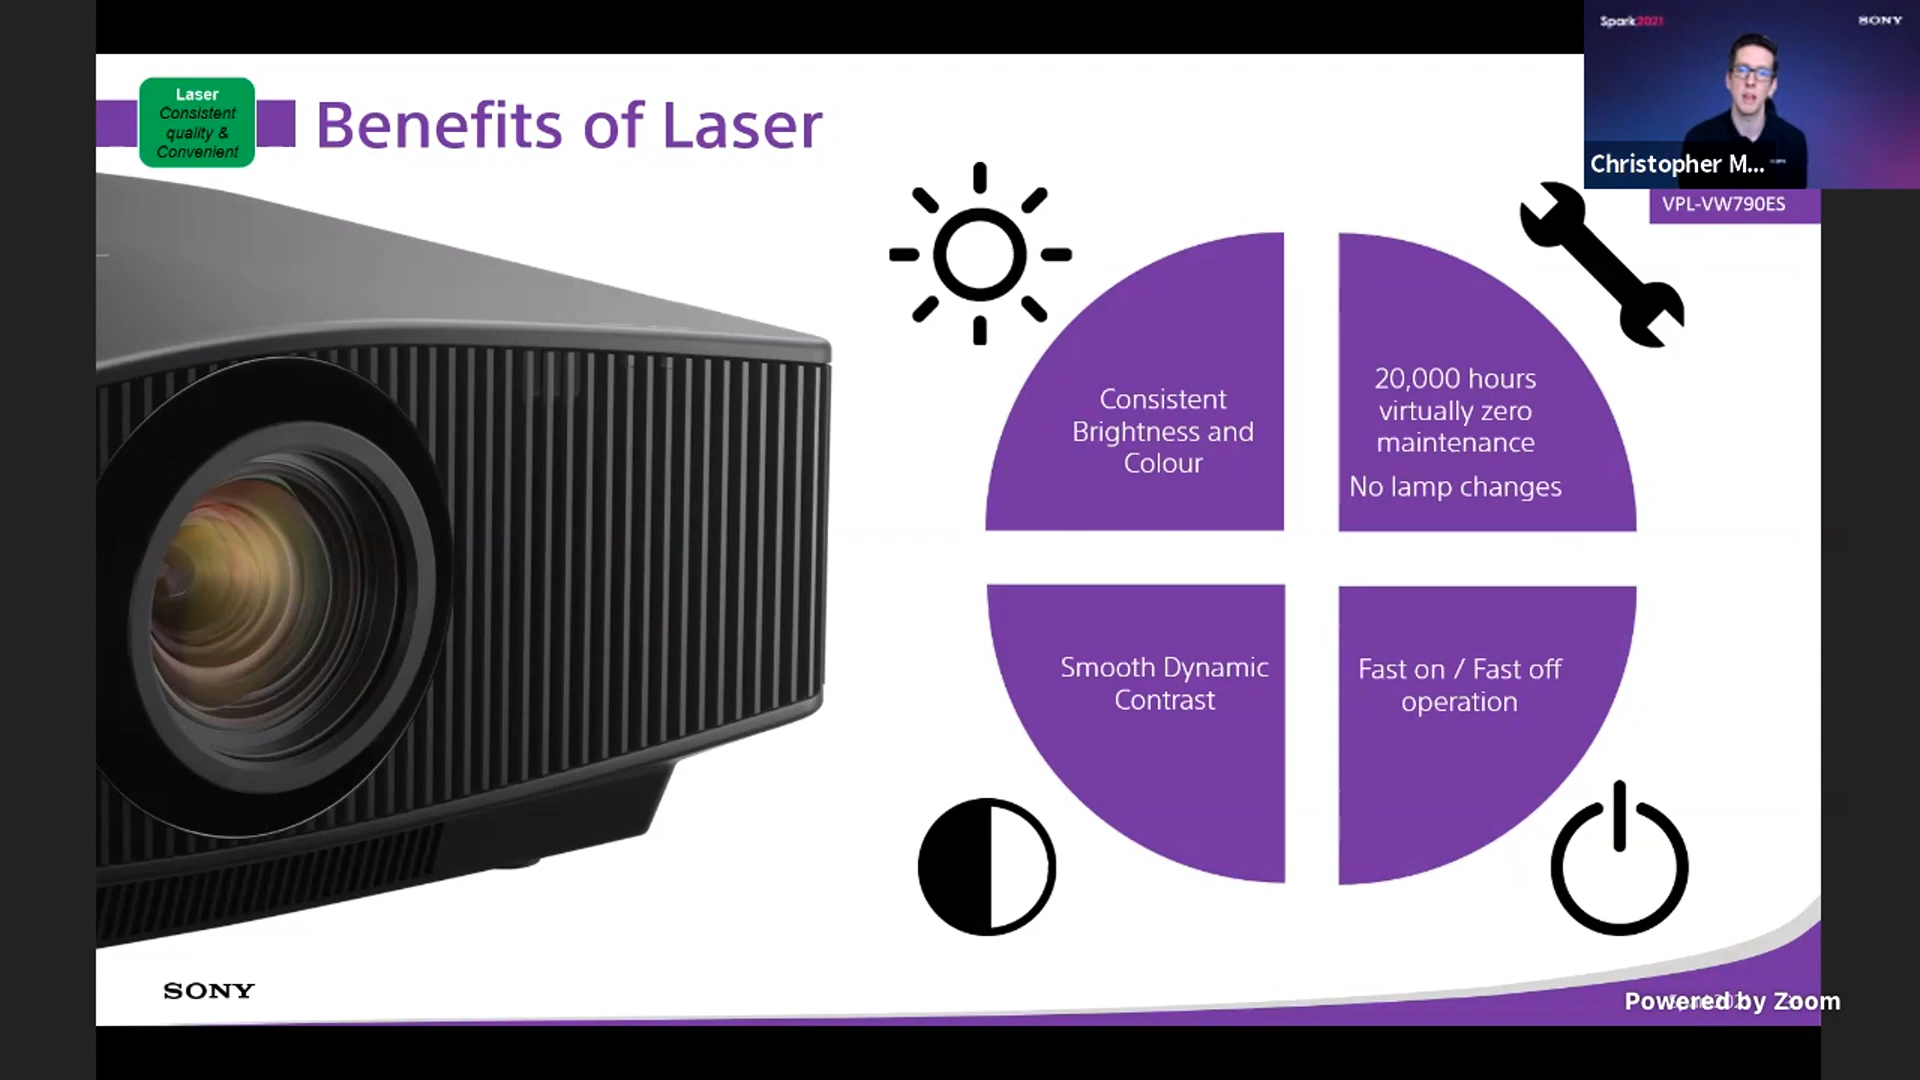 Laser
Consistent
quality &
Convenient
Benefits of Laser
Spark2021
SONY
Christopher M...
VPL-VW790ES
Consistent
Brightness and
Colour
20,000 hours
virtually zero
maintenance
No lamp changes
Smooth Dynamic
Contrast
Fast on / Fast off
operation
SONY
Powered by Zoom